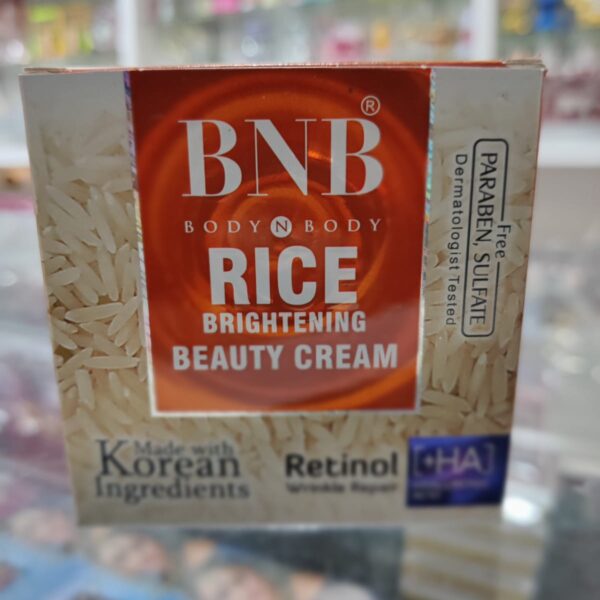 BNB®
BODY N BODY
RICE
BRIGHTENING
BEAUTY CREAM
Free
PARABEN, SULFATE
Dermatologist Tested
Made with
Korean
Ingredients
Retinol
Wrinkle Repair
[+HA]